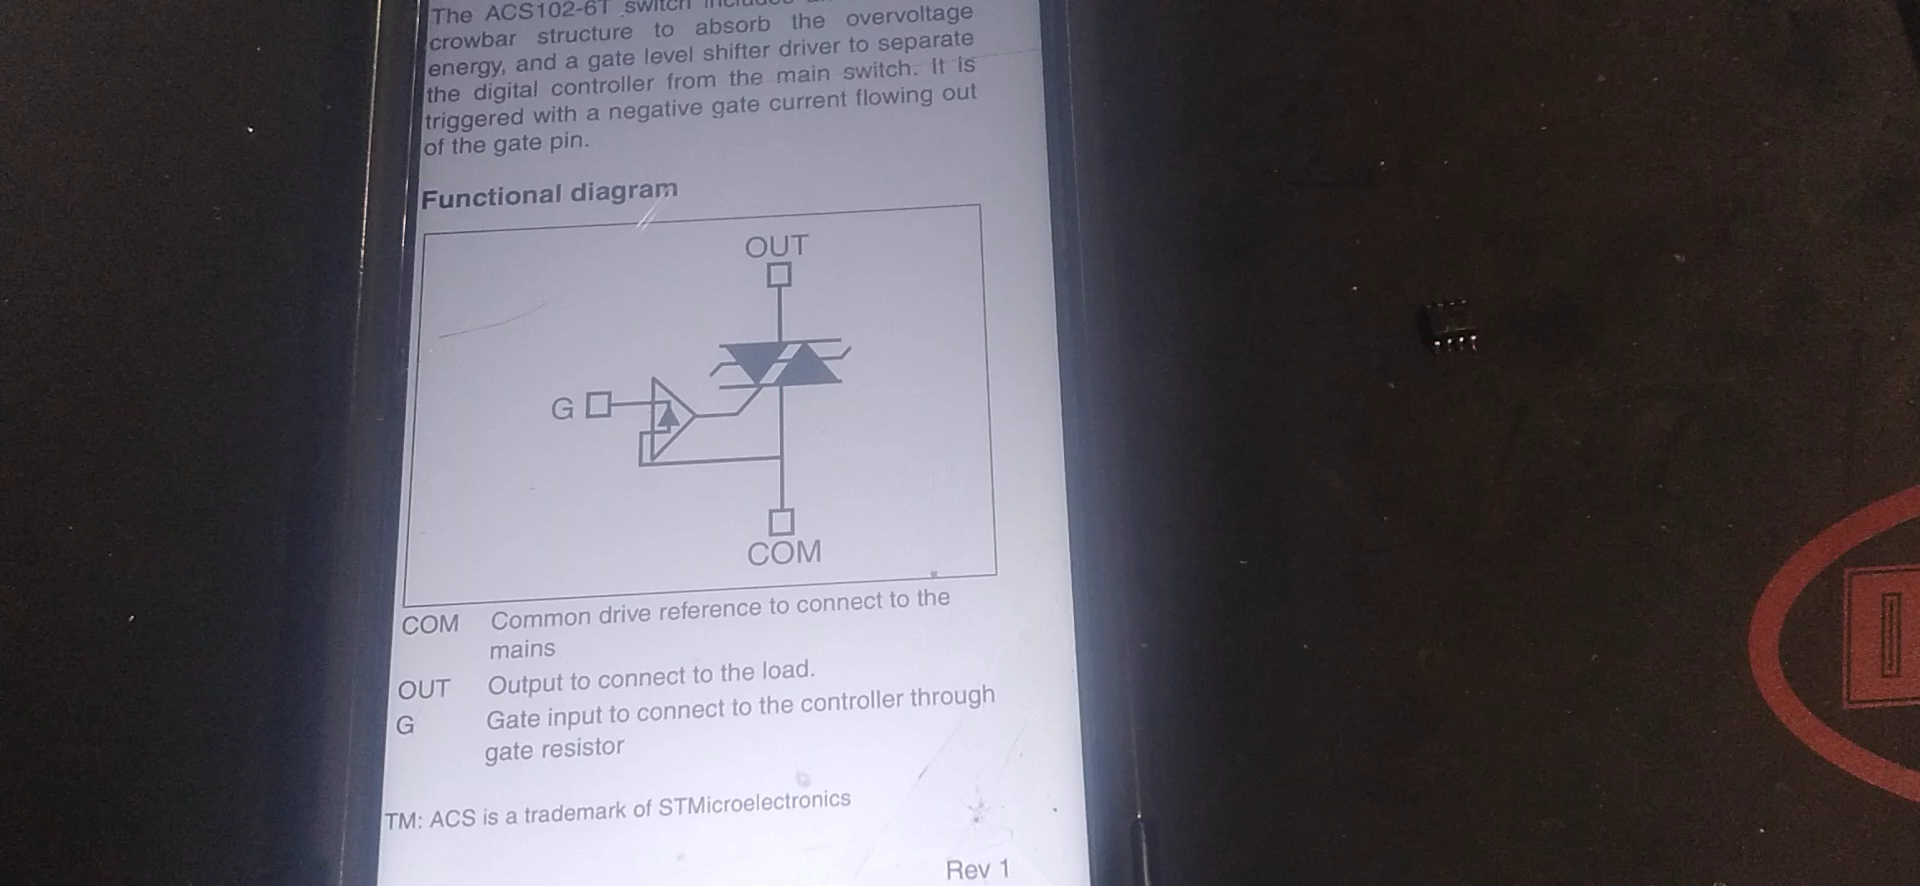 The ACS102-6T switch
crowbar structure to absorb the overvoltage
energy, and a gate level shifter driver to separate
the digital controller from the main switch. It is
triggered with a negative gate current flowing out
of the gate pin.
Functional diagram
OUT
G
COM
COM Common drive reference to connect to the
mains
OUT Output to connect to the load.
G Gate input to connect to the controller through
gate resistor
TM: ACS is a trademark of STMicroelectronics
Rev 1